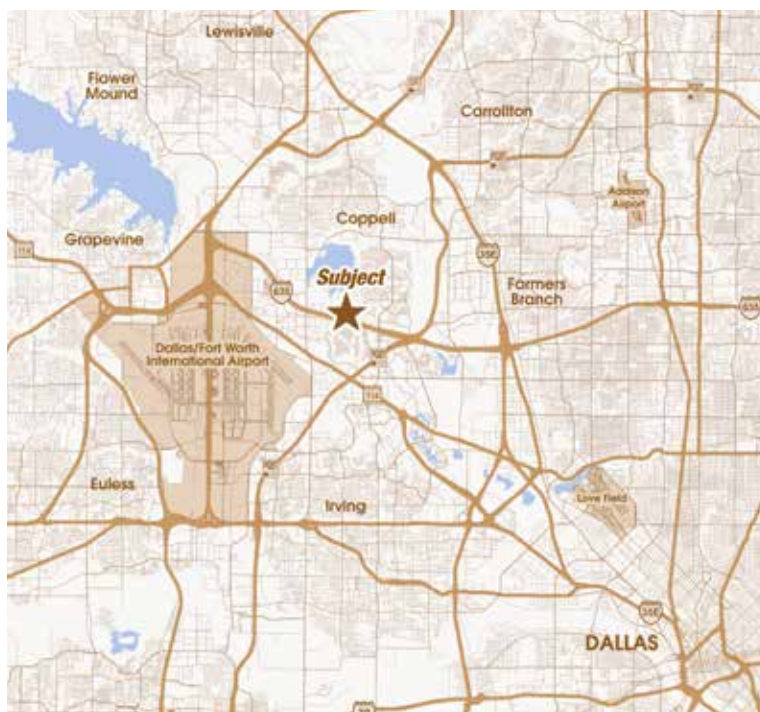 Lewisville
Flower
Mound
Carrollton
Addison
Airport
Coppell
Grapevine
114
35E
Subject
635
Farmers
Branch
635
Dallas/Fort Worth
International Airport
114
Euless
Irving
Love Field
35E
DALLAS